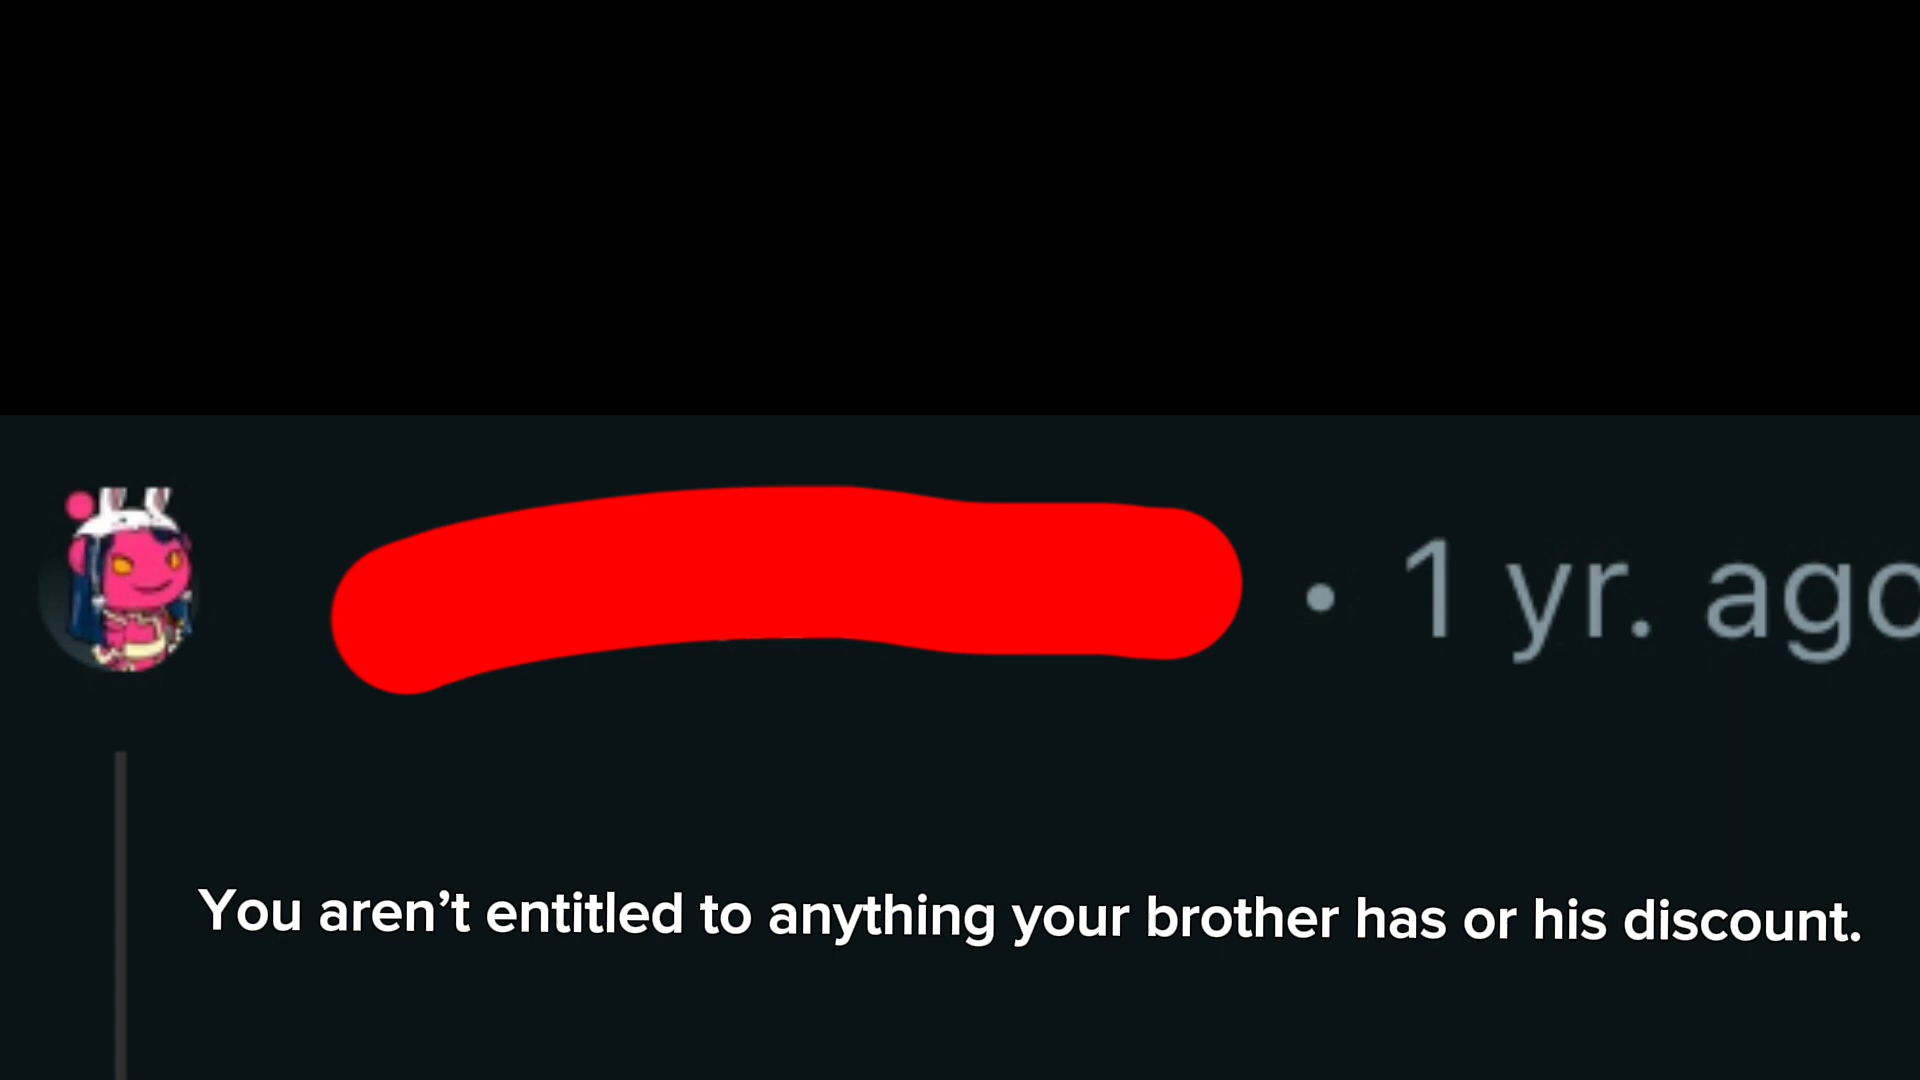 • 1 yr. ago
You aren’t entitled to anything your brother has or his discount.